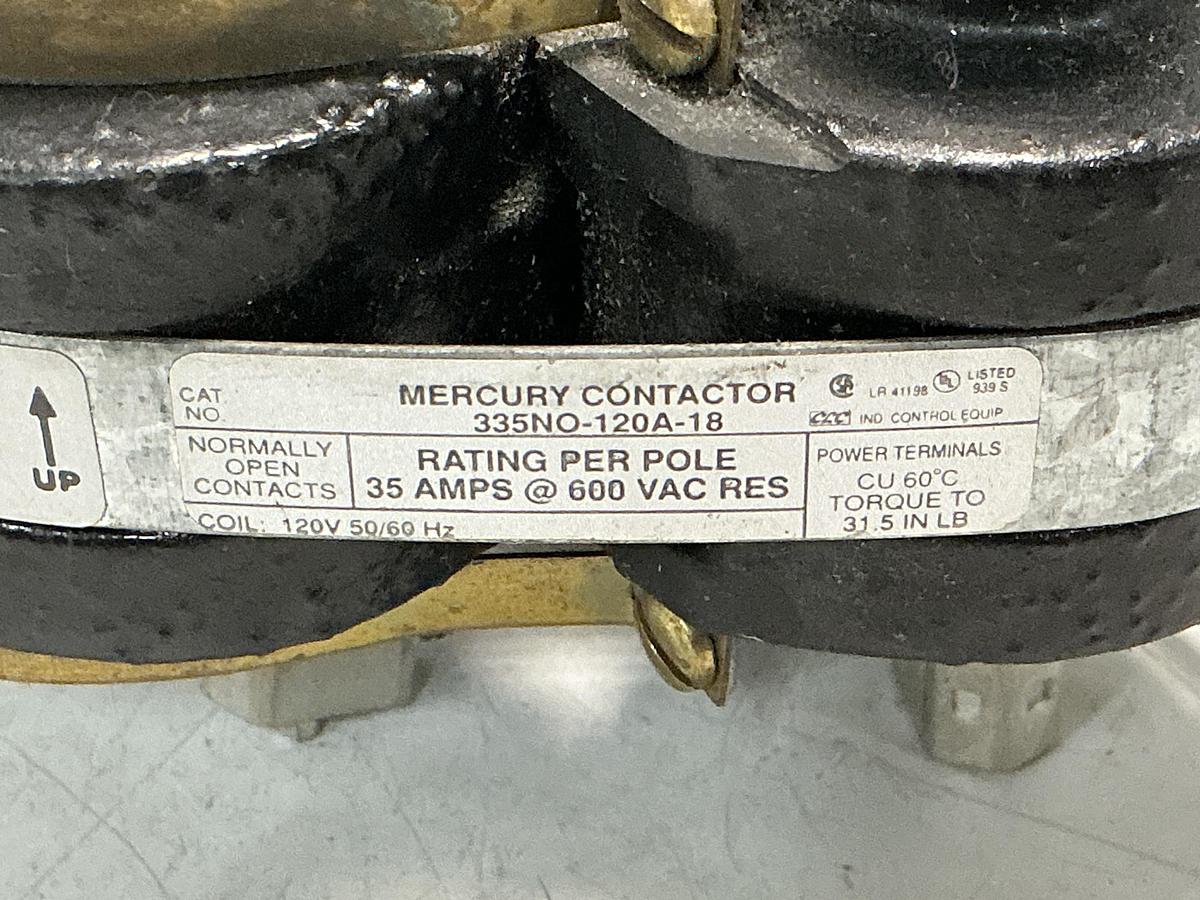 UP
CAT.
NO.
MERCURY CONTACTOR
335NO-120A-18
LR 41198
UL
LISTED
939 S
IND CONTROL EQUIP
NORMALLY
OPEN
CONTACTS
RATING PER POLE
35 AMPS @ 600 VAC RES
POWER TERMINALS
CU 60°C
TORQUE TO
31.5 IN LB
COIL: 120V 50/60 Hz